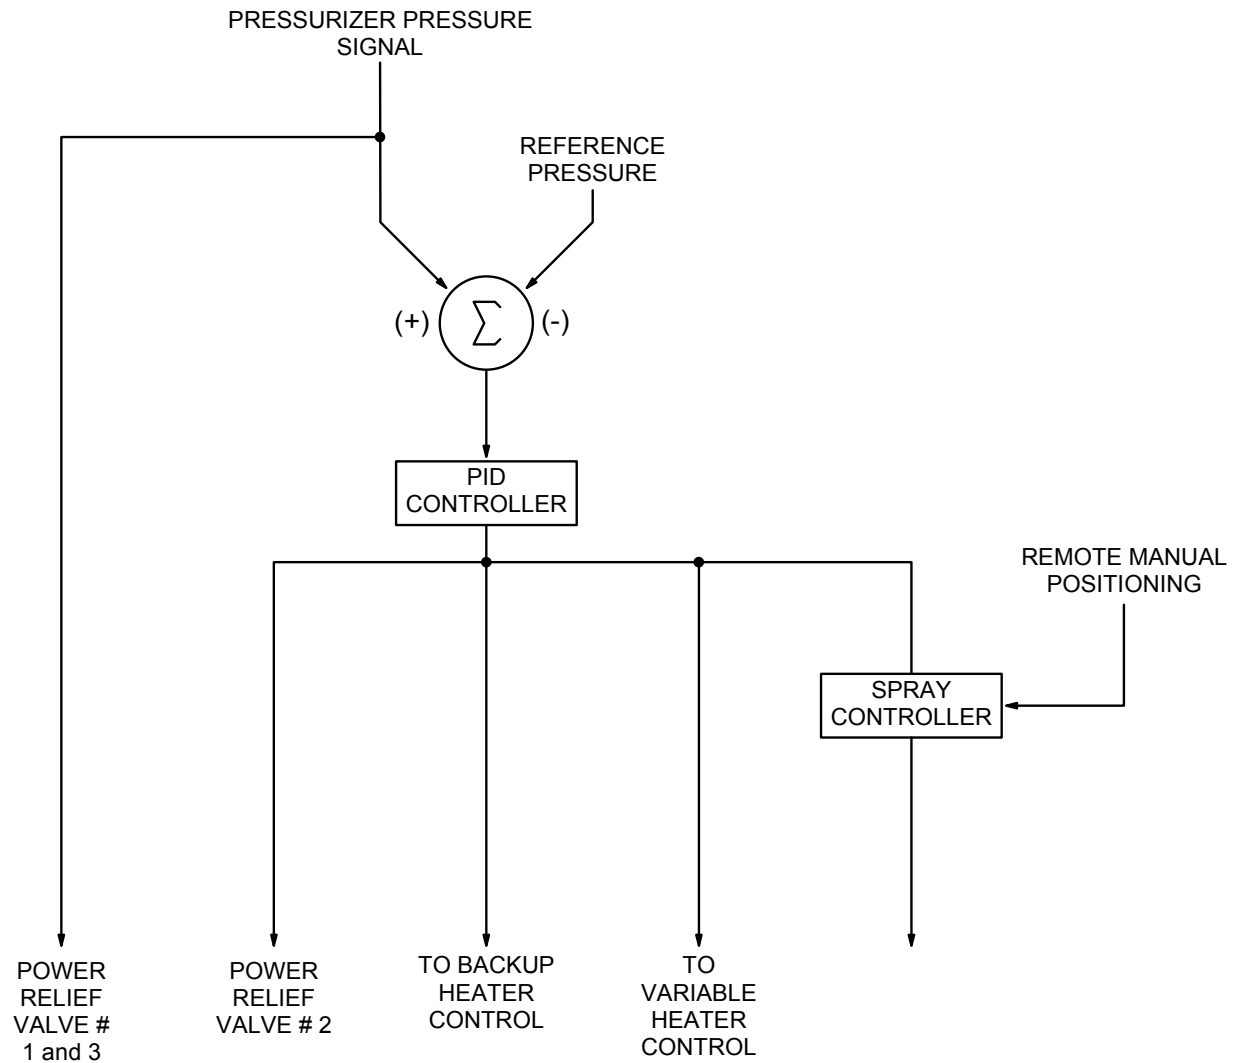 PRESSURIZER PRESSURE
SIGNAL
REFERENCE
PRESSURE
(+)
Σ
(-)
PID
CONTROLLER
REMOTE MANUAL
POSITIONING
SPRAY
CONTROLLER
POWER
RELIEF
VALVE #
1 and 3
POWER
RELIEF
VALVE # 2
TO BACKUP
HEATER
CONTROL
TO
VARIABLE
HEATER
CONTROL